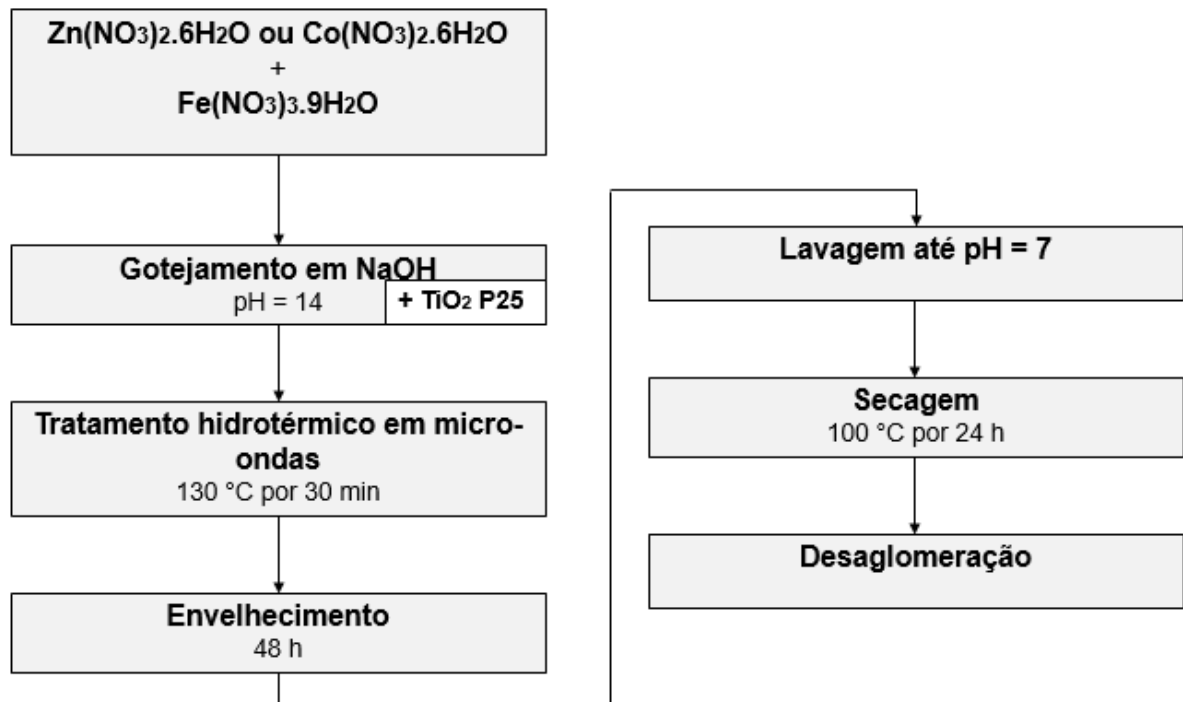 Zn(NO3)2.6H2O ou Co(NO3)2.6H2O
+
Fe(NO3)3.9H2O
Gotejamento em NaOH
pH = 14
+ TiO2 P25
Tratamento hidrotérmico em micro-
ondas
130 °C por 30 min
Envelhecimento
48 h
Lavagem até pH = 7
Secagem
100 °C por 24 h
Desaglomeração